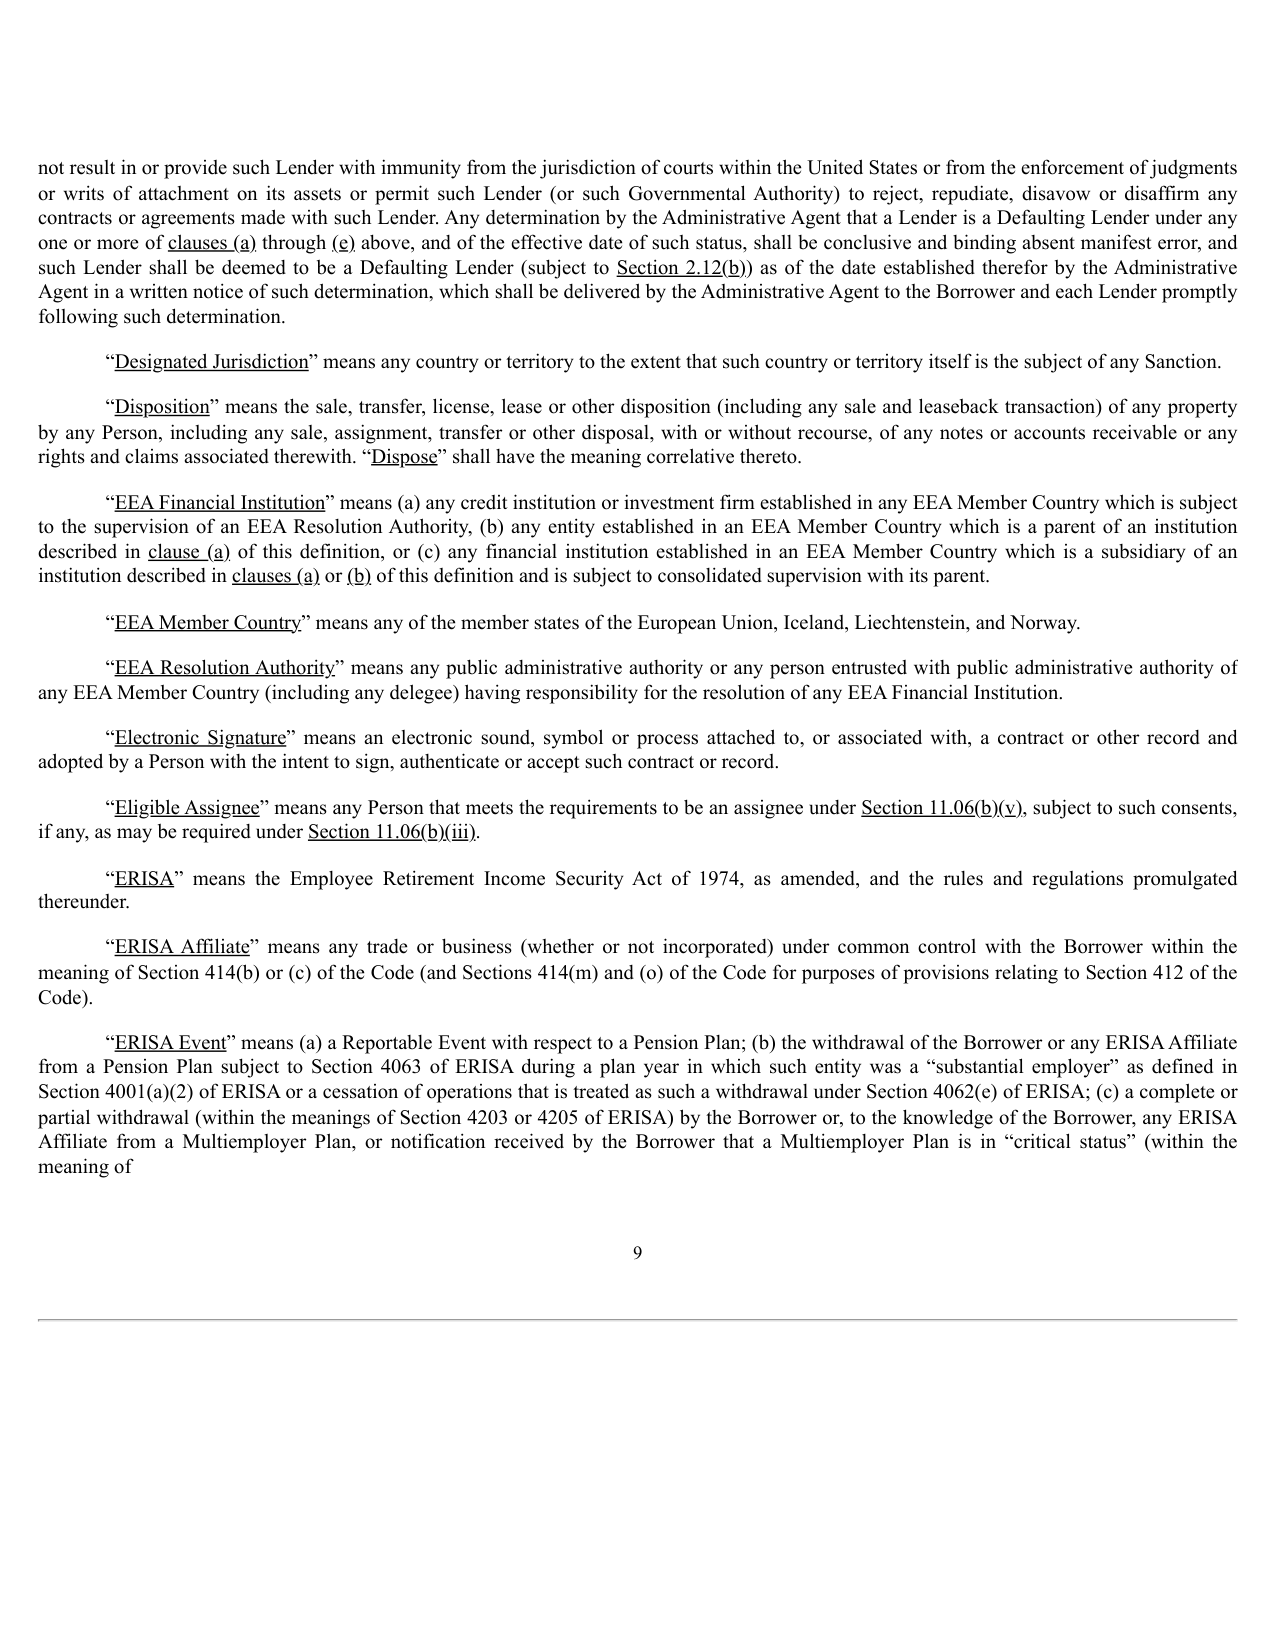 not result in or provide such Lender with immunity from the jurisdiction of courts within the United States or from the enforcement of judgments
or writs of attachment on its assets or permit such Lender (or such Governmental Authority) to reject, repudiate, disavow or disaffirm any
contracts or agreements made with such Lender. Any determination by the Administrative Agent that a Lender is a Defaulting Lender under any
one or more of clauses (a) through (e) above, and of the effective date of such status, shall be conclusive and binding absent manifest error, and
such Lender shall be deemed to be a Defaulting Lender (subject to Section 2.12(b)) as of the date established therefor by the Administrative
Agent in a written notice of such determination, which shall be delivered by the Administrative Agent to the Borrower and each Lender promptly
following such determination.
“Designated Jurisdiction” means any country or territory to the extent that such country or territory itself is the subject of any Sanction.
“Disposition” means the sale, transfer, license, lease or other disposition (including any sale and leaseback transaction) of any property
by any Person, including any sale, assignment, transfer or other disposal, with or without recourse, of any notes or accounts receivable or any
rights and claims associated therewith. “Dispose” shall have the meaning correlative thereto.
“EEA Financial Institution” means (a) any credit institution or investment firm established in any EEA Member Country which is subject
to the supervision of an EEA Resolution Authority, (b) any entity established in an EEA Member Country which is a parent of an institution
described in clause (a) of this definition, or (c) any financial institution established in an EEA Member Country which is a subsidiary of an
institution described in clauses (a) or (b) of this definition and is subject to consolidated supervision with its parent.
“EEA Member Country” means any of the member states of the European Union, Iceland, Liechtenstein, and Norway.
“EEA Resolution Authority” means any public administrative authority or any person entrusted with public administrative authority of
any EEA Member Country (including any delegee) having responsibility for the resolution of any EEA Financial Institution.
“Electronic Signature” means an electronic sound, symbol or process attached to, or associated with, a contract or other record and
adopted by a Person with the intent to sign, authenticate or accept such contract or record.
“Eligible Assignee” means any Person that meets the requirements to be an assignee under Section 11.06(b)(v), subject to such consents,
if any, as may be required under Section 11.06(b)(iii).
“ERISA” means the Employee Retirement Income Security Act of 1974, as amended, and the rules and regulations promulgated
thereunder.
“ERISA Affiliate” means any trade or business (whether or not incorporated) under common control with the Borrower within the
meaning of Section 414(b) or (c) of the Code (and Sections 414(m) and (o) of the Code for purposes of provisions relating to Section 412 of the
Code).
“ERISA Event” means (a) a Reportable Event with respect to a Pension Plan; (b) the withdrawal of the Borrower or any ERISA Affiliate
from a Pension Plan subject to Section 4063 of ERISA during a plan year in which such entity was a “substantial employer” as defined in
Section 4001(a)(2) of ERISA or a cessation of operations that is treated as such a withdrawal under Section 4062(e) of ERISA; (c) a complete or
partial withdrawal (within the meanings of Section 4203 or 4205 of ERISA) by the Borrower or, to the knowledge of the Borrower, any ERISA
Affiliate from a Multiemployer Plan, or notification received by the Borrower that a Multiemployer Plan is in “critical status” (within the
meaning of
9